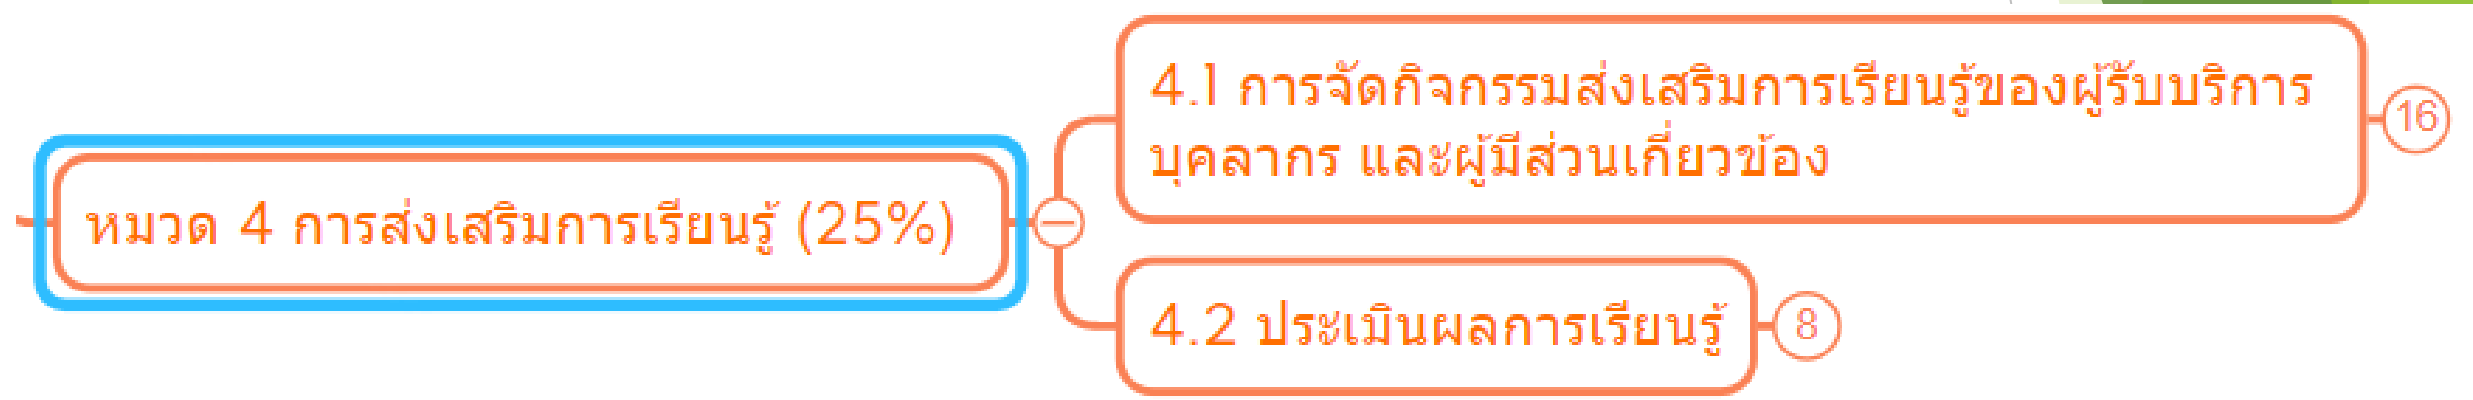 4.1 การจัดกิจกรรมส่งเสริมการเรียนรู้ของผู้รับบริการ
บุคลากร และผู้มีส่วนเกี่ยวข้อง
16
หมวด 4 การส่งเสริมการเรียนรู้ (25%)
4.2 ประเมินผลการเรียนรู้
8